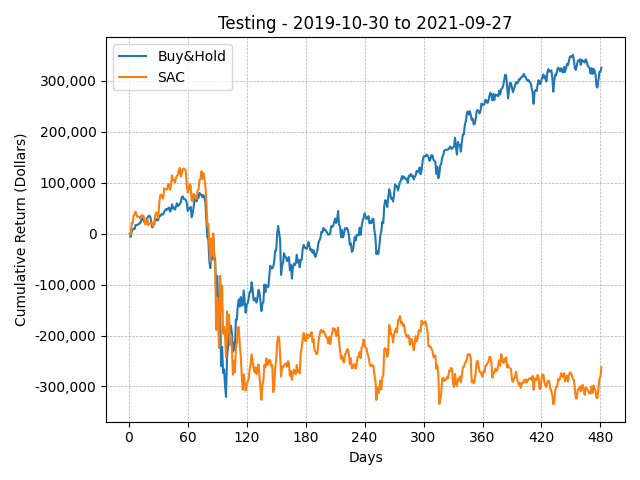 Testing - 2019-10-30 to 2021-09-27
Buy&Hold
SAC
Cumulative Return (Dollars)
300,000
200,000
100,000
0
-100,000
-200,000
-300,000
0 60 120 180 240 300 360 420 480
Days